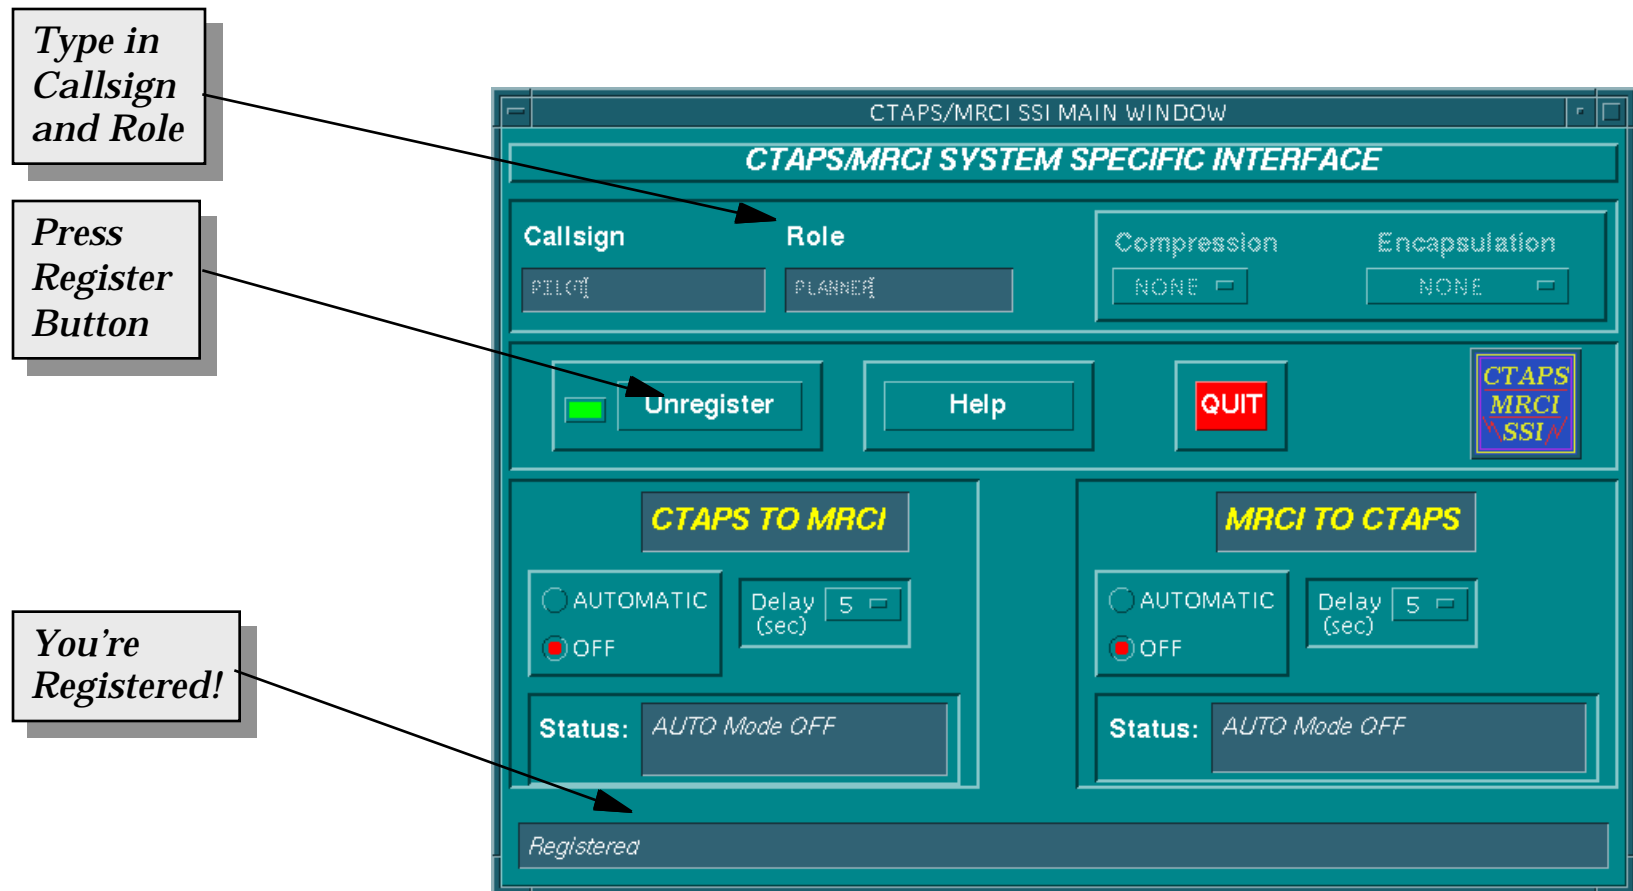 Type in
Callsign
and Role
Press
Register
Button
You're
Registered!
CTAPS/MRCI SSI MAIN WINDOW
CTAPS/MRCI SYSTEM SPECIFIC INTERFACE
Callsign Role Compression Encapsulation
PILOT PLANNER NONE NONE
Unregister Help QUIT
CTAPS
MRCI
SSI
CTAPS TO MRCI
AUTOMATIC
OFF
Delay 5
(sec)
Status: AUTO Mode OFF
MRCI TO CTAPS
AUTOMATIC
OFF
Delay 5
(sec)
Status: AUTO Mode OFF
Registered